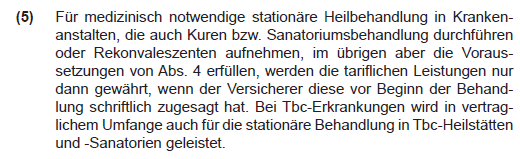 (5) Für medizinisch notwendige stationäre Heilbehandlung in Kranken-
anstalten, die auch Kuren bzw. Sanatoriumsbehandlung durchführen
oder Rekonvaleszenten aufnehmen, im übrigen aber die Voraus-
setzungen von Abs. 4 erfüllen, werden die tariflichen Leistungen nur
dann gewährt, wenn der Versicherer diese vor Beginn der Behand-
lung schriftlich zugesagt hat. Bei Tbc-Erkrankungen wird in vertrag-
lichem Umfange auch für die stationäre Behandlung in Tbc-Heilstätten
und -Sanatorien geleistet.